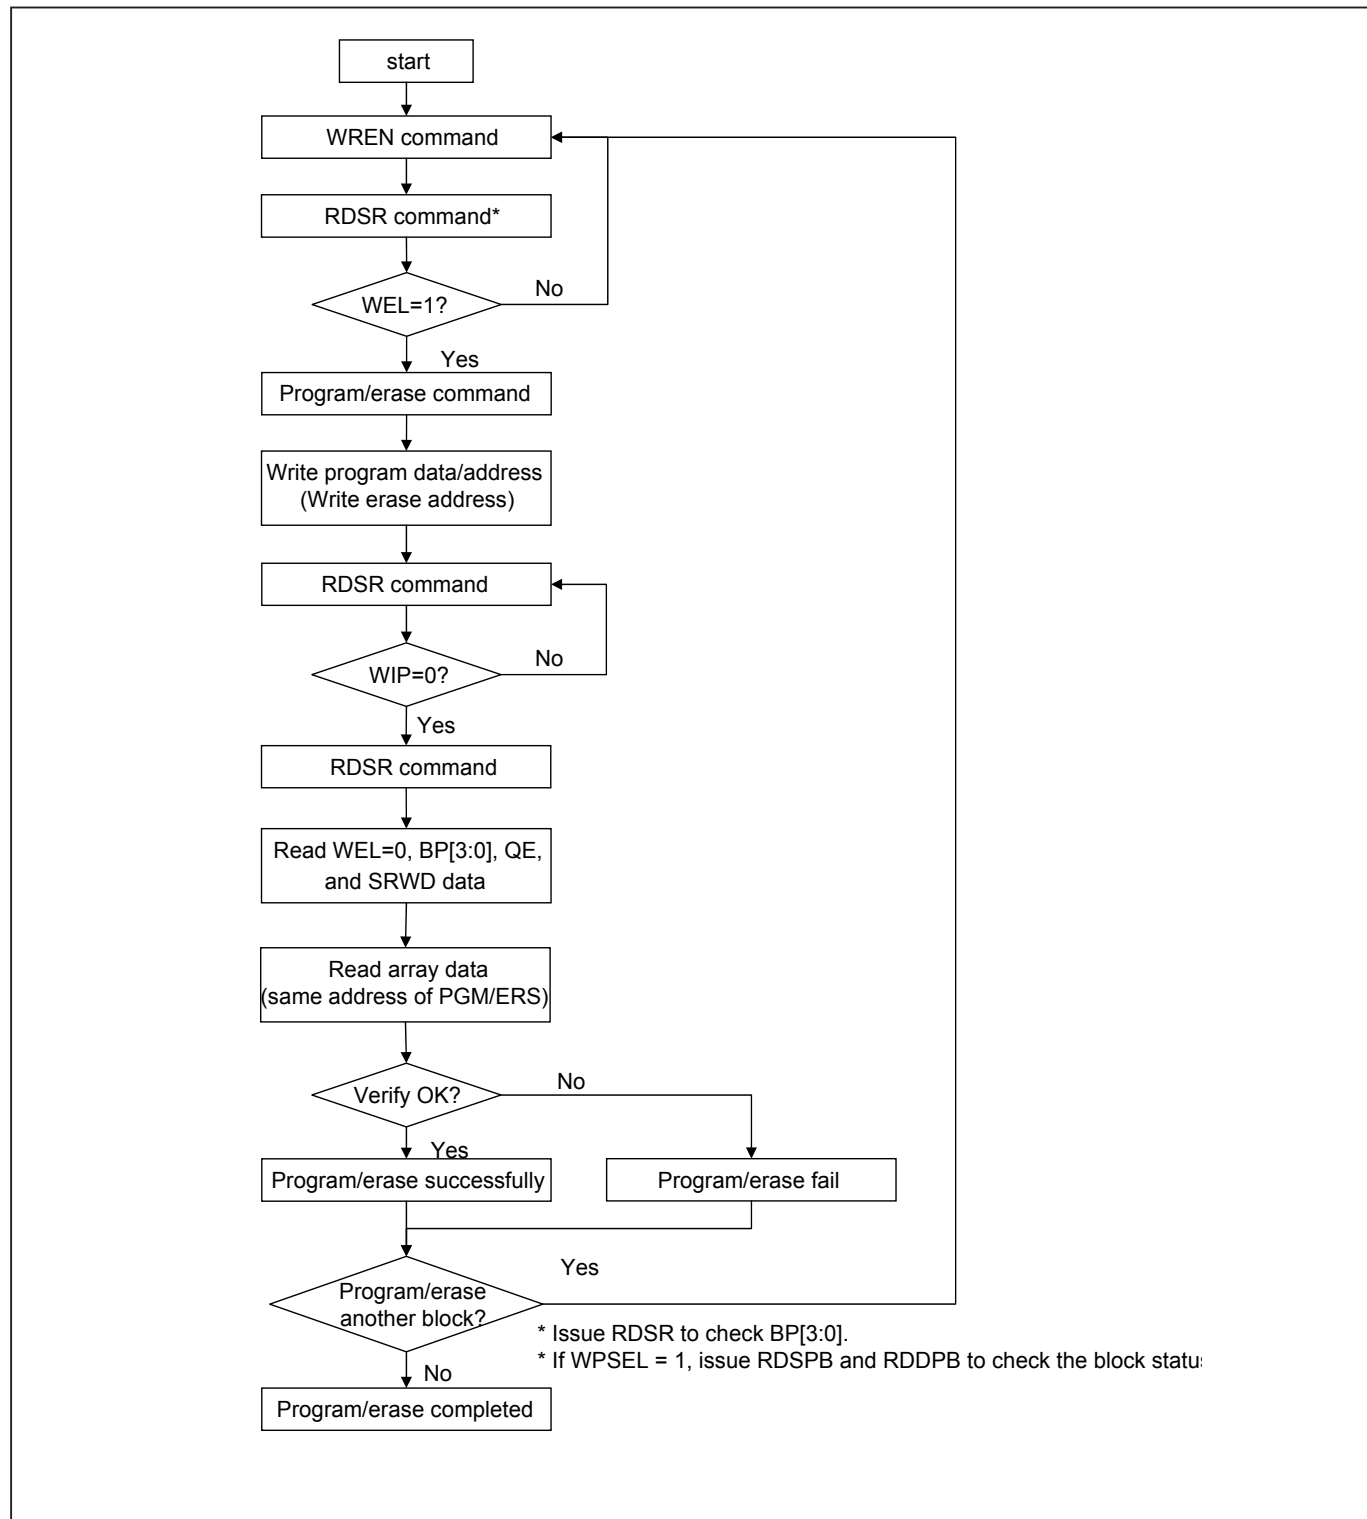 start
WREN command
RDSR command*
WEL=1?
No
Yes
Program/erase command
Write program data/address
(Write erase address)
RDSR command
WIP=0?
No
Yes
RDSR command
Read WEL=0, BP[3:0], QE,
and SRWD data
Read array data
(same address of PGM/ERS)
Verify OK?
No
Yes
Program/erase successfully
Program/erase fail
Program/erase
another block?
Yes
* Issue RDSR to check BP[3:0].
* If WPSEL = 1, issue RDSPB and RDDPB to check the block
No
Program/erase completed